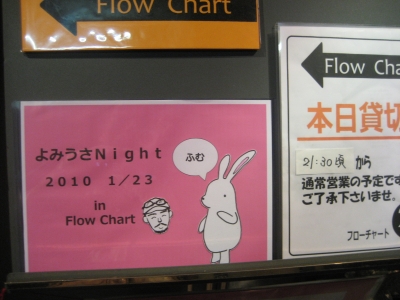 Flow Chart
よみうさNight
2010 1/23
in
Flow Chart
ふむ
Flow Cha
本日貸切
21:30頃 から
通常営業の予定です
ご了承下さいませ。
フローチャート